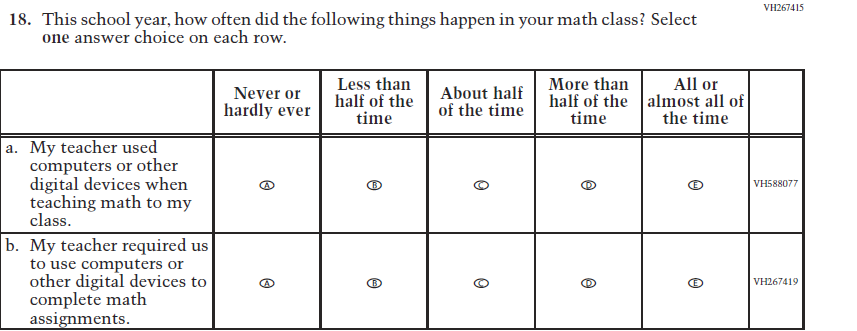 VH267415
18. This school year, how often did the following things happen in your math class? Select
one answer choice on each row.
Never or
hardly ever
Less than
half of the
time
About half
of the time
More than
half of the
time
All or
almost all of
the time
a. My teacher used
computers or other
digital devices when
teaching math to my
class.
A B C D E VH588077
b. My teacher required us
to use computers or
other digital devices to
complete math
assignments.
A B C D E VH267419